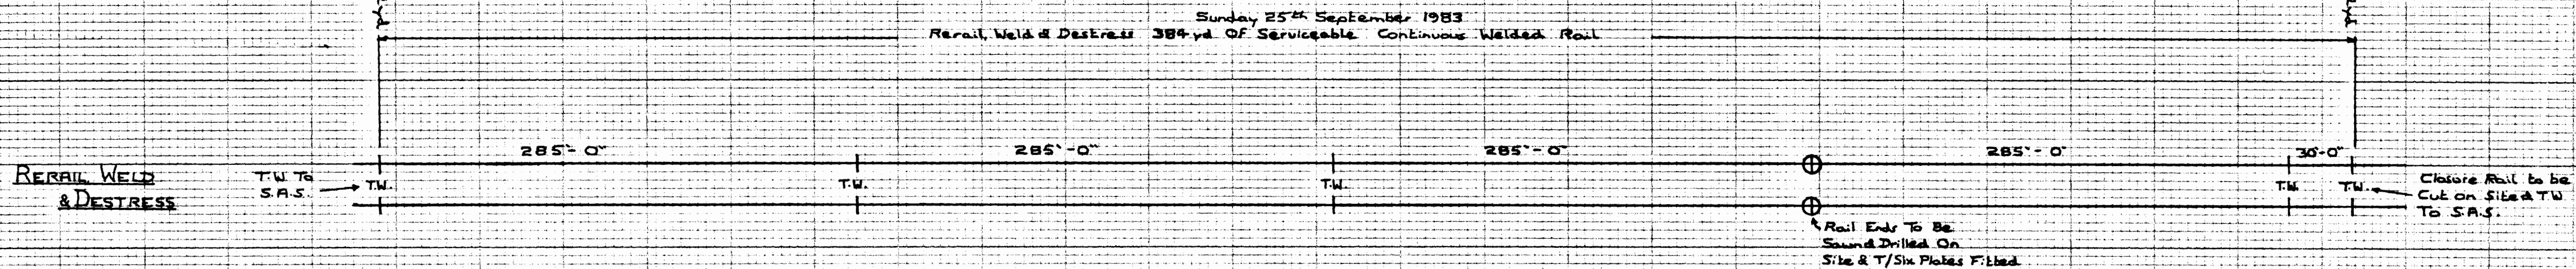 Sunday 25th September 1983
Rerail, Weld & Destress 384 yd Of Serviceable Continuous Welded Rail
285'-0"
285'-0"
285'-0"
285'-0"
30'-0"
RERAIL WELD
& DESTRESS
T.W To
S.A.S.
T.W.
T.W.
T.W.
T.W.
T.W.
Closure Rail to be
Cut on Site & TW
To S.A.S.
Rail Ends To Be
Sawn & Drilled On
Site & T/Six Plates Fitted